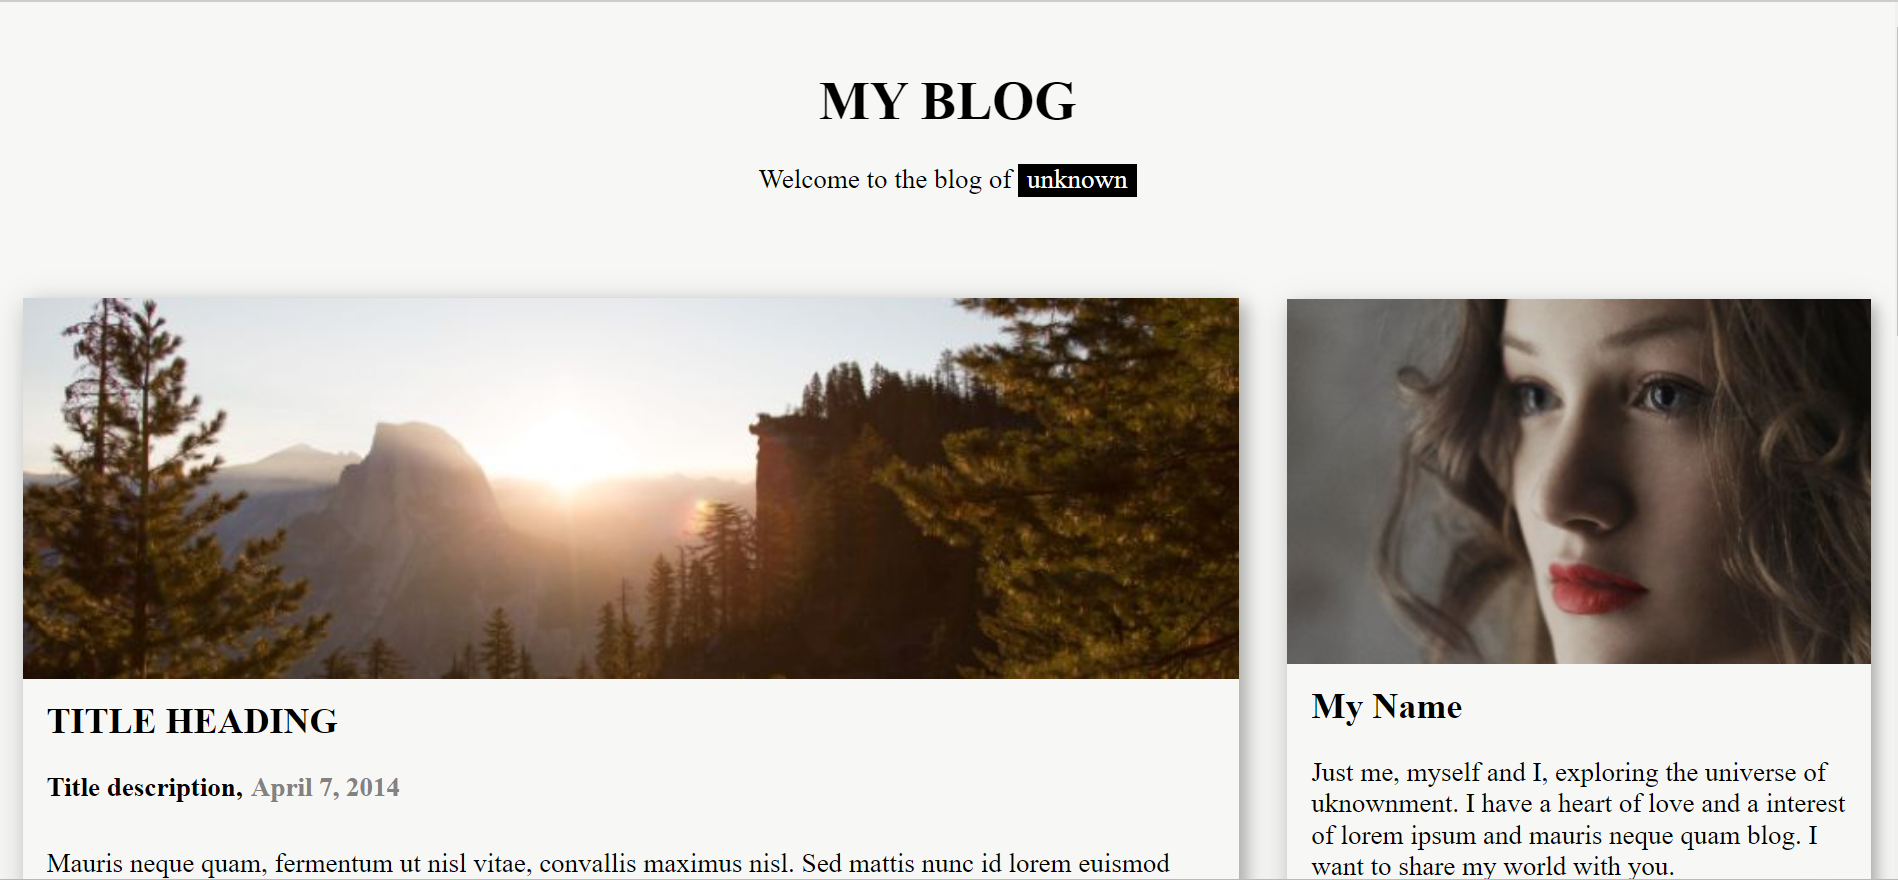 MY BLOG
Welcome to the blog of unknown
TITLE HEADING
Title description, April 7, 2014
Mauris neque quam, fermentum ut nisl vitae, convallis maximus nisl. Sed mattis nunc id lorem euismod
My Name
Just me, myself and I, exploring the universe of
uknownment. I have a heart of love and a interest
of lorem ipsum and mauris neque quam blog. I
want to share my world with you.